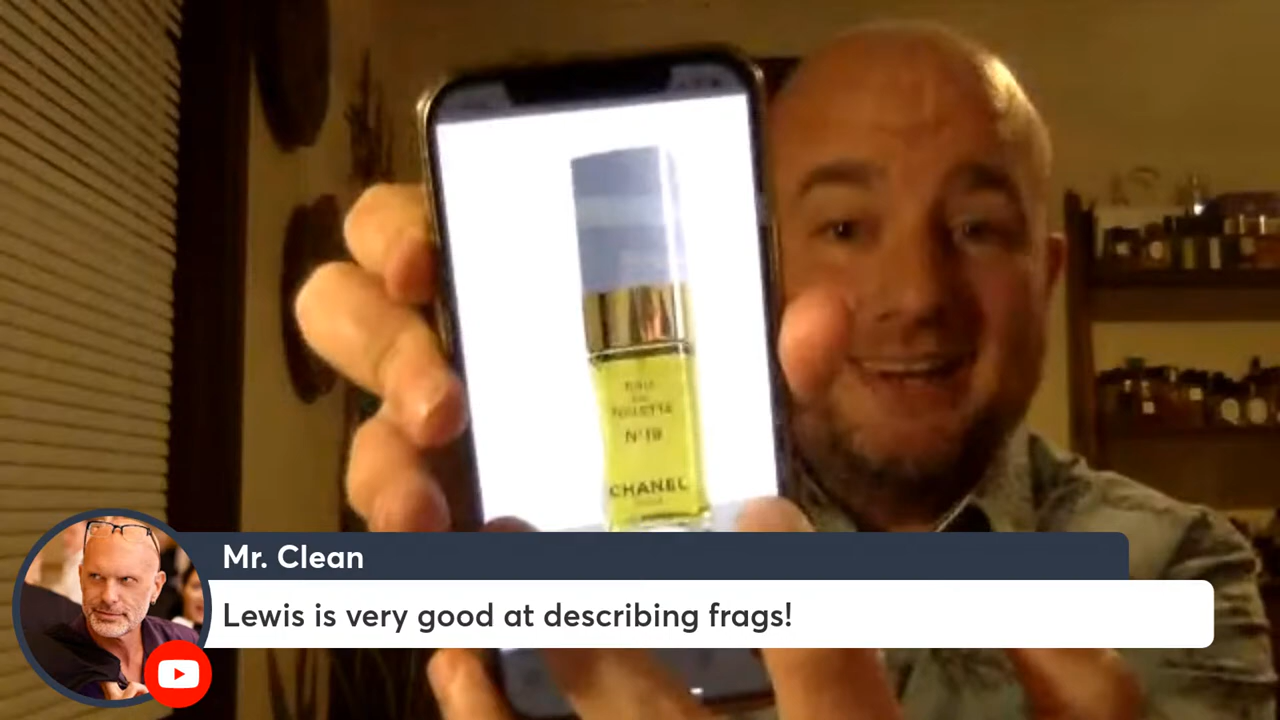 EAU
DE
TOILETTE
N°19
CHANEL
Mr. Clean
Lewis is very good at describing frags!